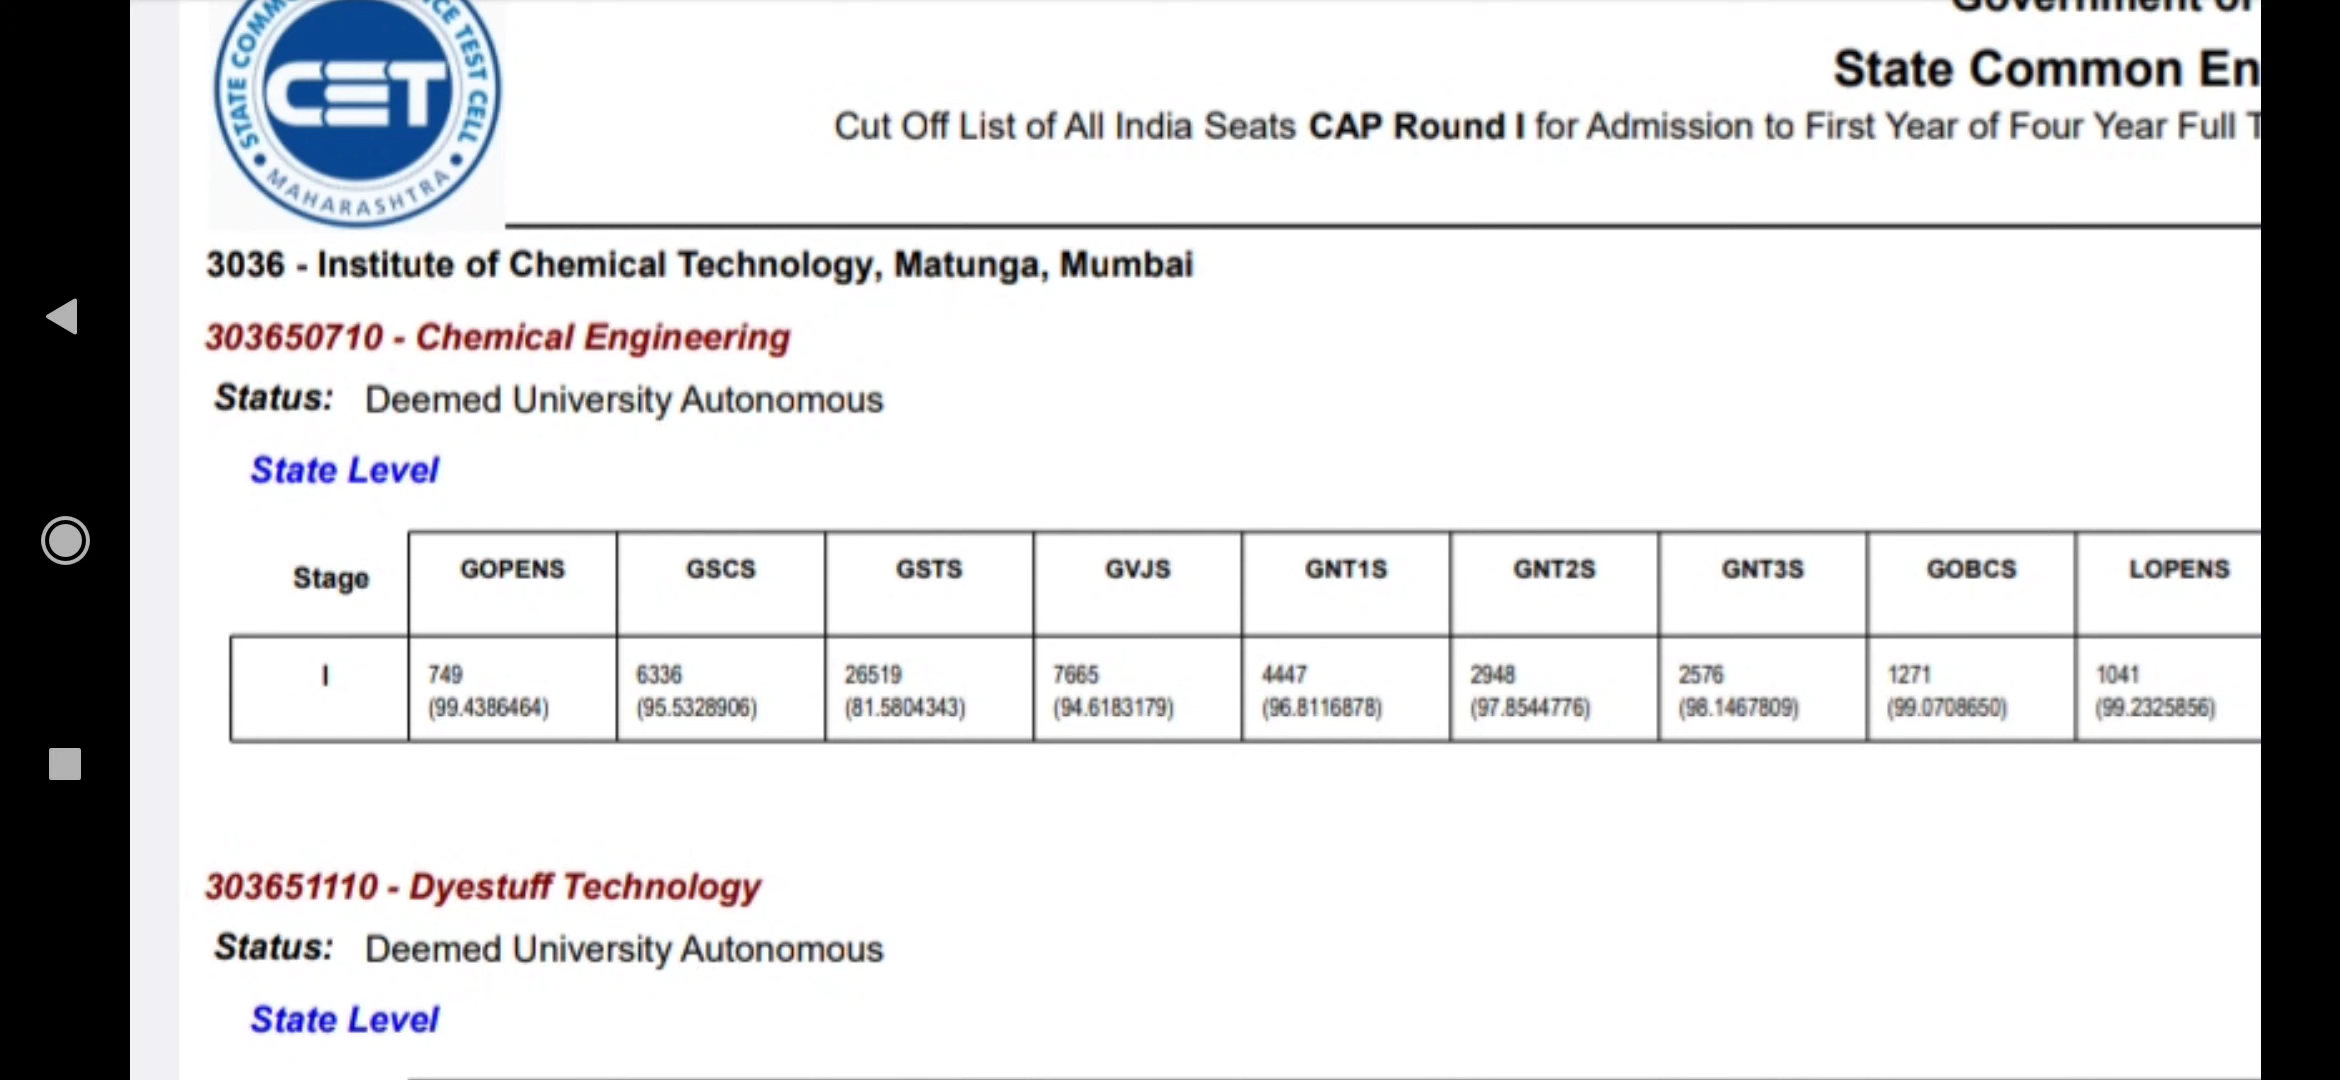 STATE COMM CE TEST CELL
CET
• MAHARASHTRA •
State Common En
Cut Off List of All India Seats CAP Round I for Admission to First Year of Four Year Full T
3036 - Institute of Chemical Technology, Matunga, Mumbai
303650710 - Chemical Engineering
Status: Deemed University Autonomous
State Level
Stage GOPENS GSCS GSTS GVJS GNT1S GNT2S GNT3S GOBCS LOPENS
I 749 6336 26519 7665 4447 2948 2576 1271 1041
(99.4386464) (95.5328906) (81.5804343) (94.6183179) (96.8116878) (97.8544776) (98.1467809) (99.0708650) (99.2325856)
303651110 - Dyestuff Technology
Status: Deemed University Autonomous
State Level